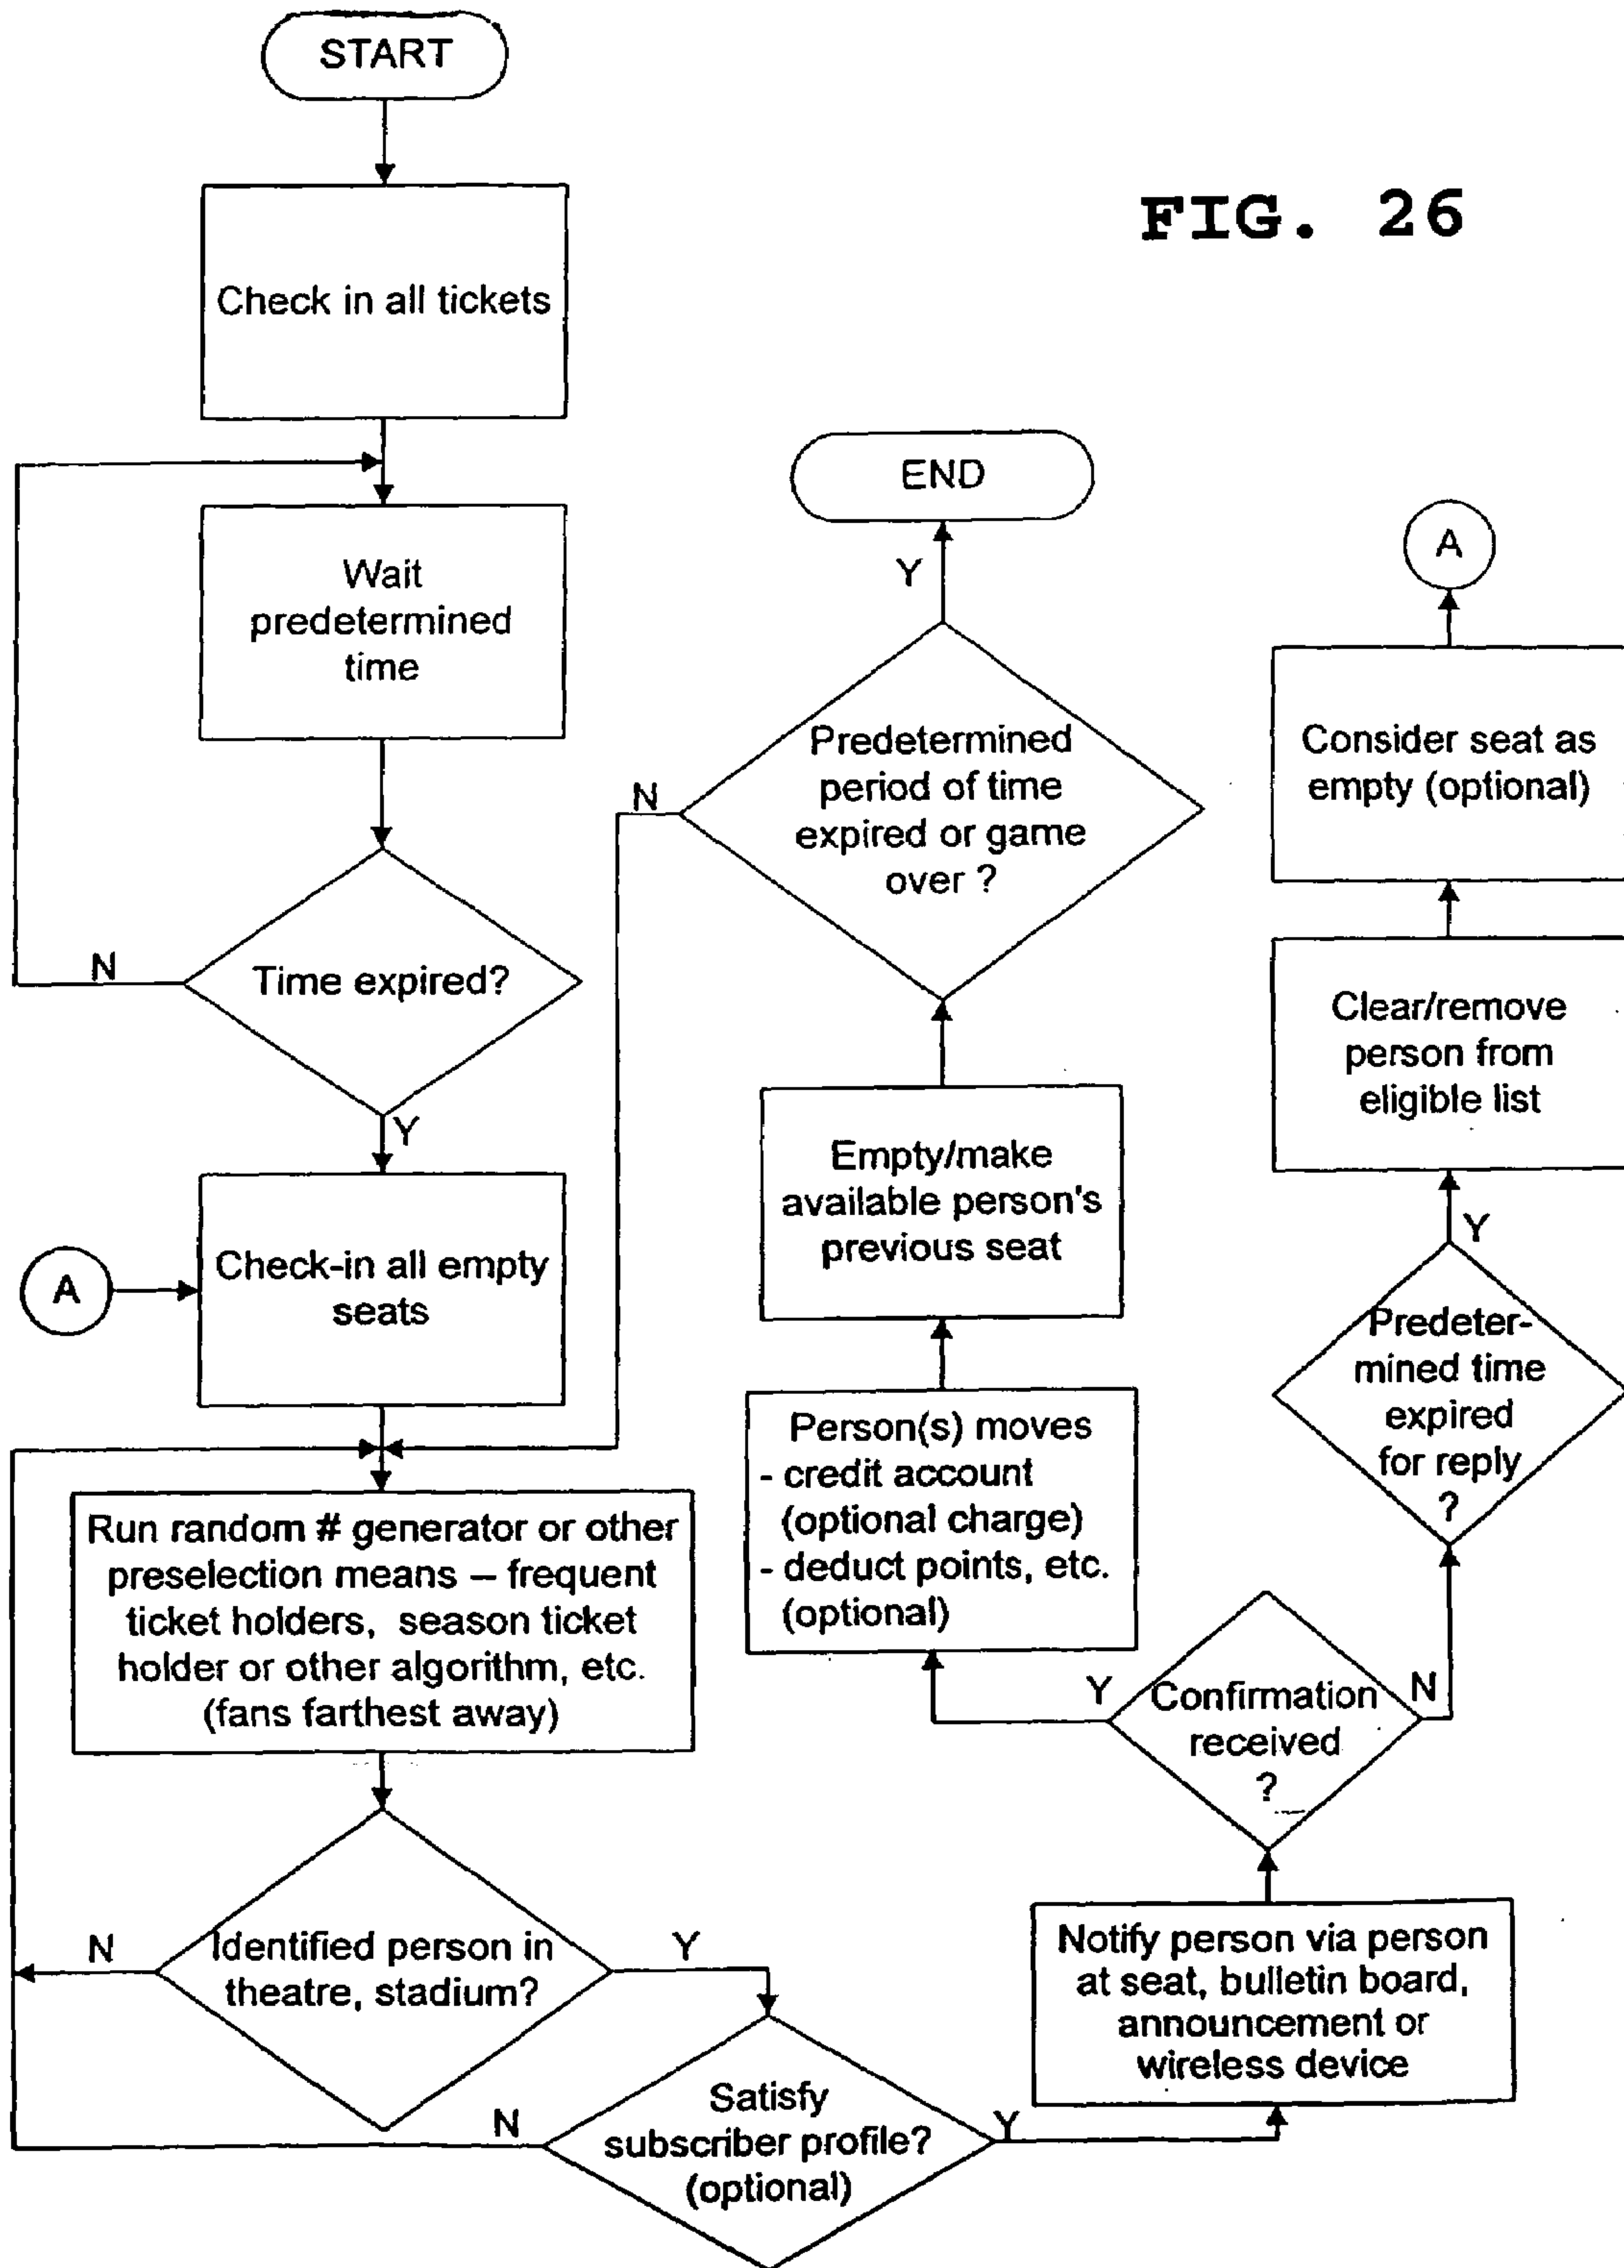 START
FIG. 26
Check in all tickets
Wait
predetermined
time
N
Time expired?
Y
A
Check-in all empty
seats
Run random # generator or other
preselection means – frequent
ticket holders, season ticket
holder or other algorithm, etc.
(fans farthest away)
N
Identified person in
theatre, stadium?
Y
N
Satisfy
subscriber profile?
(optional)
Y
Notify person via person
at seat, bulletin board,
announcement or
wireless device
Confirmation
received
?
Y
N
Person(s) moves
- credit account
(optional charge)
- deduct points, etc.
(optional)
Empty/make
available person's
previous seat
Predetermined
period of time
expired or game
over ?
N
Y
END
Predeter-
mined time
expired
for reply
?
Y
Clear/remove
person from
eligible list
Consider seat as
empty (optional)
A